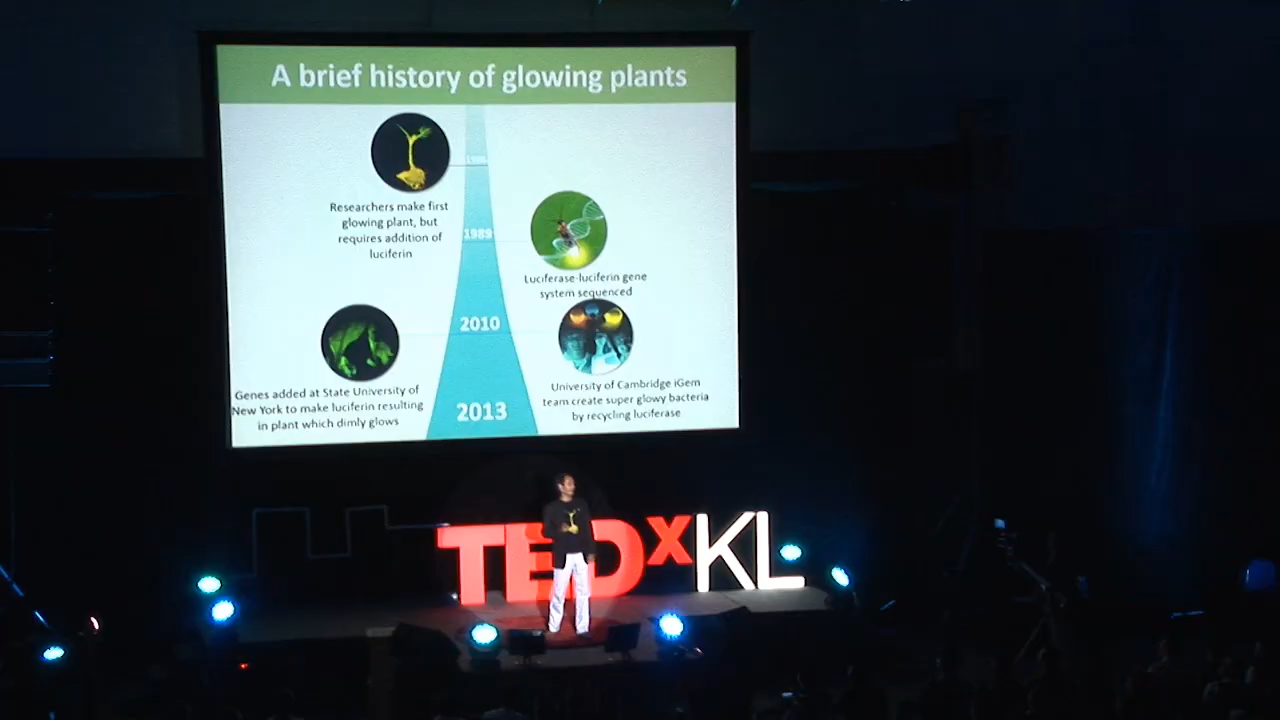 A brief history of glowing plants
1986
Researchers make first
glowing plant, but
requires addition of
luciferin
1989
Luciferase-luciferin gene
system sequenced
2010
Genes added at State University of
New York to make luciferin resulting
in plant which dimly glows
University of Cambridge iGem
team create super glowy bacteria
by recycling luciferase
2013
TEDxKL